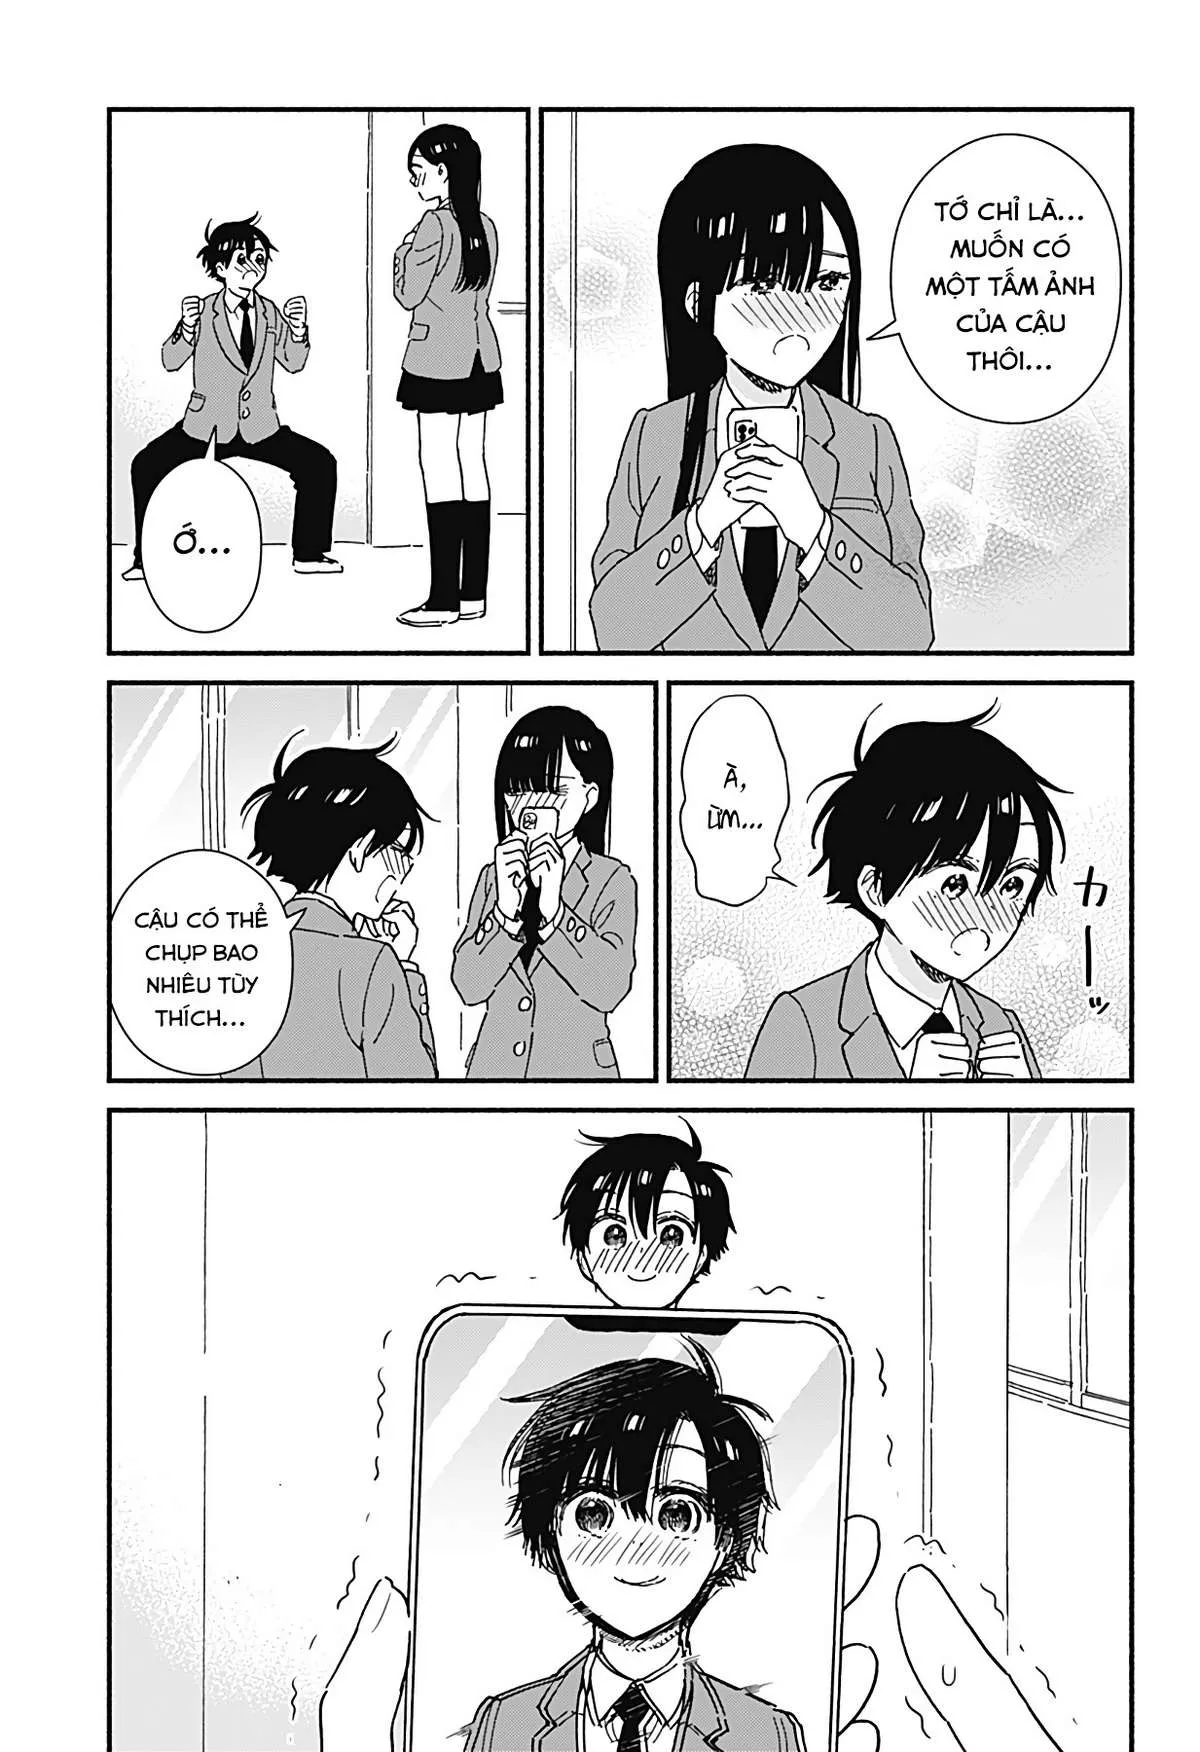 TỚ CHỈ LÀ...
MUỐN CÓ
MỘT TẤM ẢNH
CỦA CẬU
THÔI...
Ớ...
À,
ỪM...
カーッ
CẬU CÓ THỂ
CHỤP BAO
NHIÊU TÙY
THÍCH...